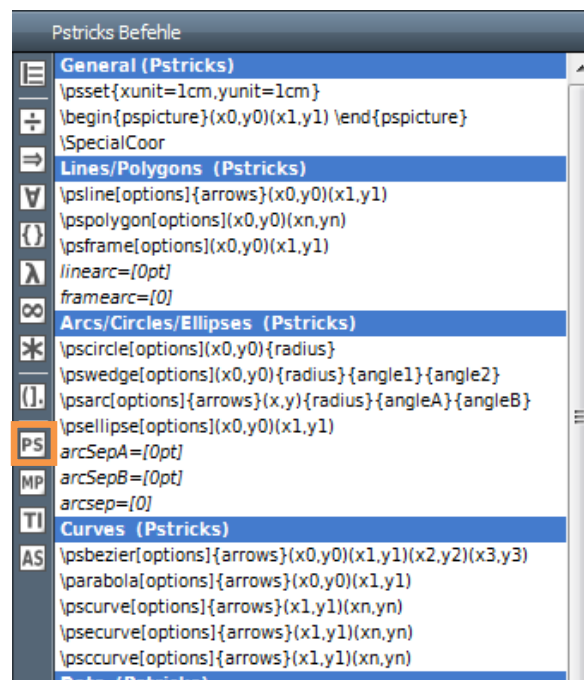 Pstricks Befehle
General (Pstricks)
\psset{xunit=1cm,yunit=1cm}
\begin{pspicture}(x0,y0)(x1,y1) \end{pspicture}
\SpecialCoor
Lines/Polygons (Pstricks)
\psline[options]{arrows}(x0,y0)(x1,y1)
\pspolygon[options](x0,y0)(xn,yn)
\psframe[options](x0,y0)(x1,y1)
linearc=[0pt]
framearc=[0]
Arcs/Circles/Ellipses (Pstricks)
\pscircle[options](x0,y0){radius}
\pswedge[options](x0,y0){radius}{angle1}{angle2}
\psarc[options]{arrows}(x,y){radius}{angleA}{angleB}
\psellipse[options](x0,y0)(x1,y1)
arcSepA=[0pt]
arcSepB=[0pt]
arcsep=[0]
Curves (Pstricks)
\psbezier[options]{arrows}(x0,y0)(x1,y1)(x2,y2)(x3,y3)
\parabola[options]{arrows}(x0,y0)(x1,y1)
\pscurve[options]{arrows}(x1,y1)(xn,yn)
\psecurve[options]{arrows}(x1,y1)(xn,yn)
\psccurve[options]{arrows}(x1,y1)(xn,yn)
÷
⇒
∀
{}
λ
∞
∗
().
PS
MP
TI
AS